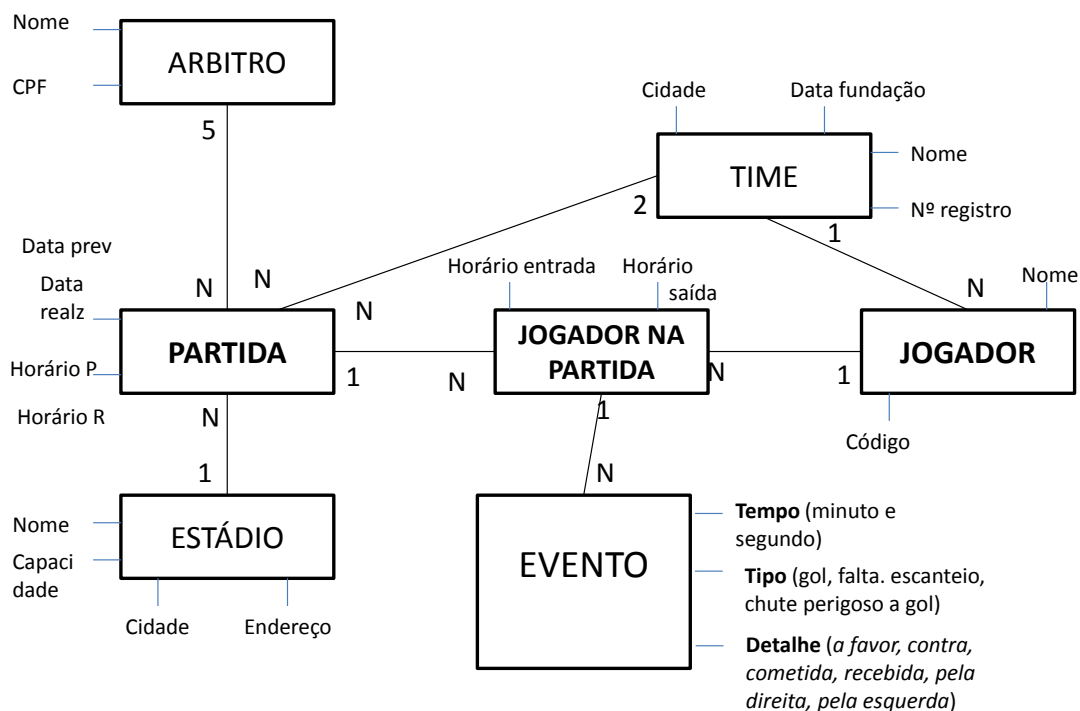 Nome
ARBITRO
CPF
5
Cidade
Data fundação
TIME
Nome
2
Nº registro
1
Data prev
N
N
Data
realz
Horário entrada
Horário
saída
Nome
N
N
PARTIDA
JOGADOR NA
PARTIDA
JOGADOR
Horário P
1
N
N
1
Horário R
N
1
Código
1
N
Nome
ESTÁDIO
Capaci
dade
Cidade
Endereço
EVENTO
Tempo (minuto e
segundo)
Tipo (gol, falta. escanteio,
chute perigoso a gol)
Detalhe (a favor, contra,
cometida, recebida, pela
direita, pela esquerda)